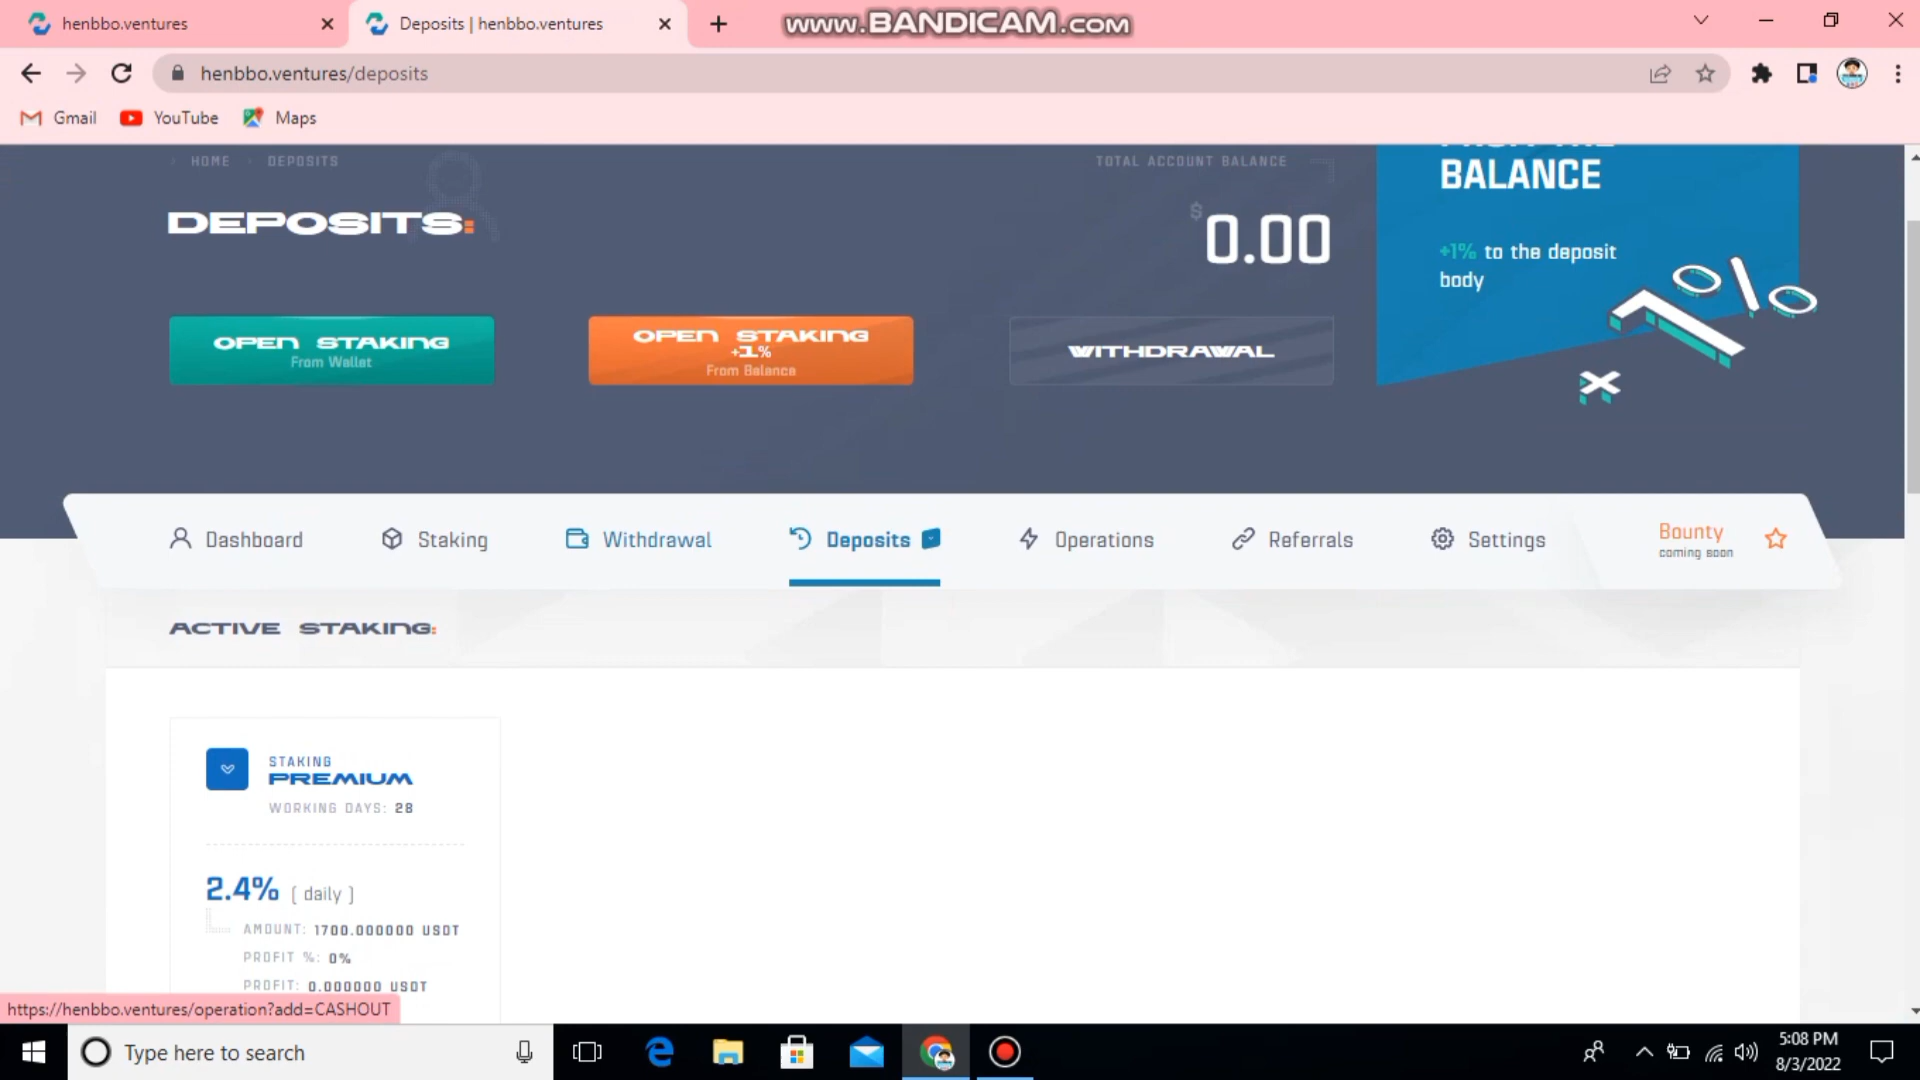 henbbo.ventures
Deposits | henbbo.ventures
www.BANDICAM.com
henbbo.ventures/deposits
Gmail
YouTube
Maps
HOME
DEPOSITS
DEPOSITS:
TOTAL ACCOUNT BALANCE
$ 0.00
BALANCE
+1% to the deposit
body
1%
OPEN STAKING
From Wallet
OPEN STAKING
+1%
From Balance
WITHDRAWAL
Dashboard
Staking
Withdrawal
Deposits
Operations
Referrals
Settings
Bounty
coming soon
ACTIVE STAKING:
STAKING
PREMIUM
WORKING DAYS: 28
2.4% [ daily ]
AMOUNT: 1700.000000 USDT
PROFIT %: 0%
PROFIT: 0.000000 USDT
https://henbbo.ventures/operation?add=CASHOUT
Type here to search
5:08 PM
8/3/2022